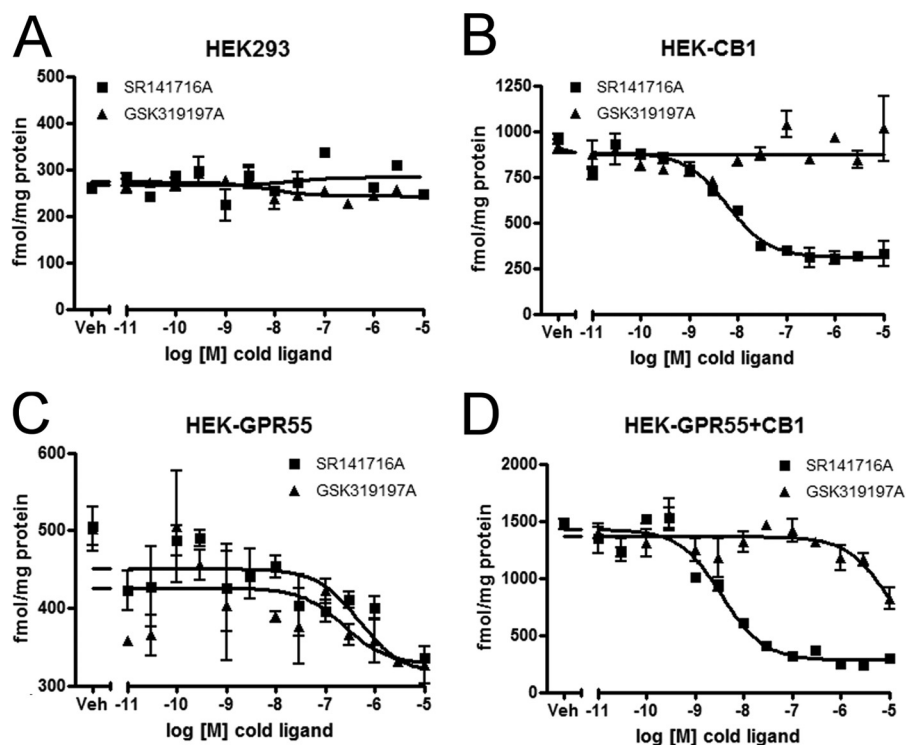 A
HEK293
SR141716A
GSK319197A
fmol/mg protein
500
400
300
200
100
0
Veh -11 -10 -9 -8 -7 -6 -5
log [M] cold ligand
B
HEK-CB1
SR141716A
GSK319197A
fmol/mg protein
1250
1000
750
500
250
0
Veh -11 -10 -9 -8 -7 -6 -5
log [M] cold ligand
C
HEK-GPR55
SR141716A
GSK319197A
fmol/mg protein
600
500
400
300
Veh -11 -10 -9 -8 -7 -6 -5
log [M] cold ligand
D
HEK-GPR55+CB1
SR141716A
GSK319197A
fmol/mg protein
2000
1500
1000
500
0
Veh -11 -10 -9 -8 -7 -6 -5
log [M] cold ligand